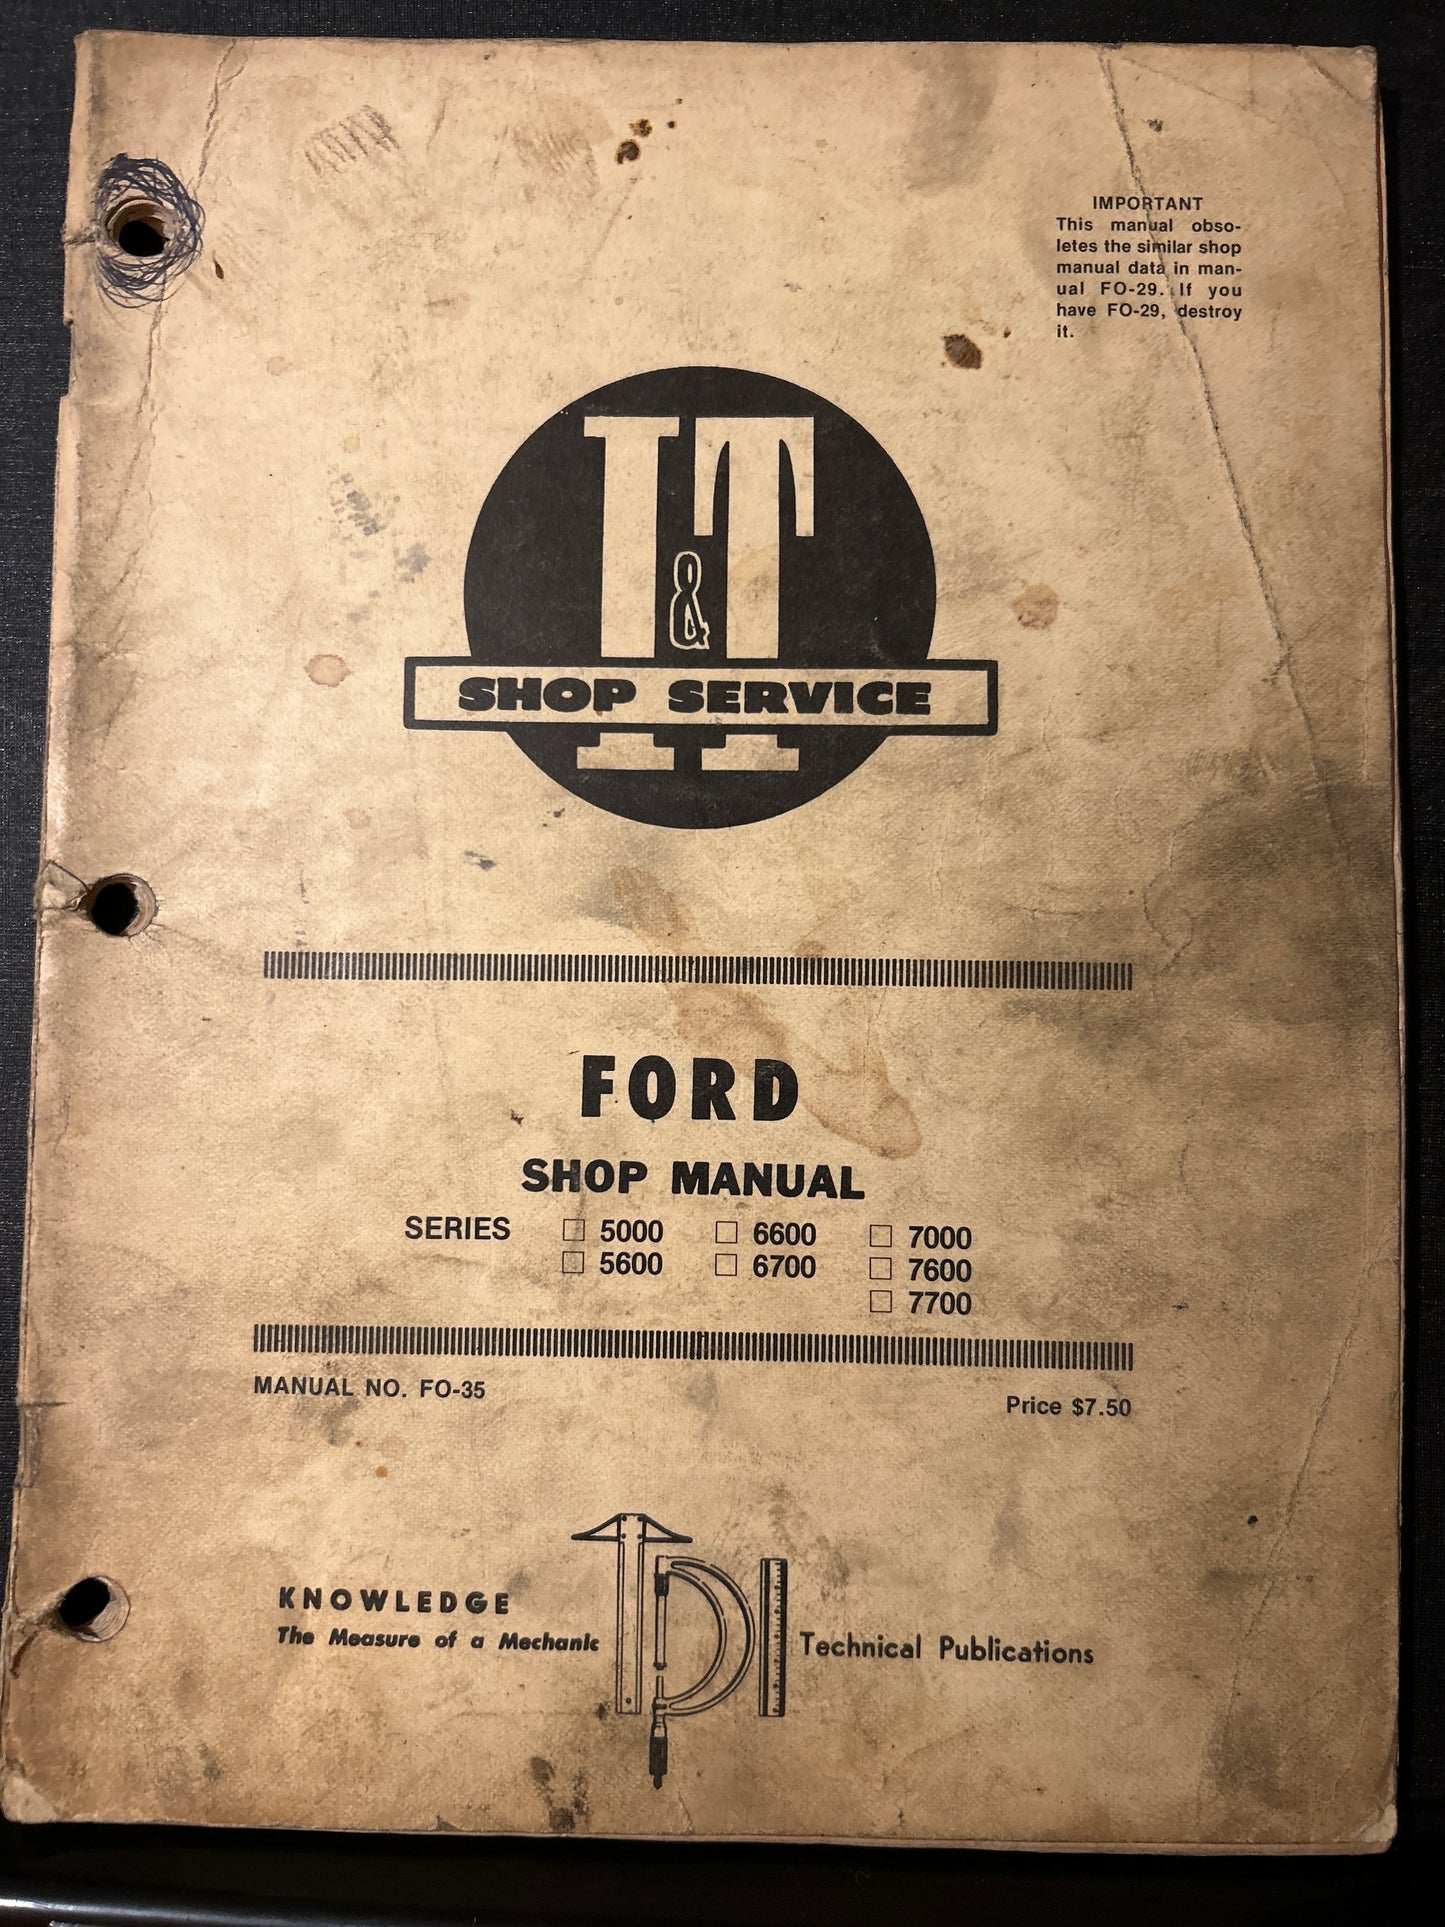 IMPORTANT
This manual obso-
letes the similar shop
manual data in man-
ual FO-29. If you
have FO-29, destroy
it.
I&T
SHOP SERVICE
FORD
SHOP MANUAL
SERIES □ 5000 □ 6600 □ 7000
□ 5600 □ 6700 □ 7600
□ 7700
MANUAL NO. FO-35
Price $7.50
KNOWLEDGE
The Measure of a Mechanic
TPI
Technical Publications